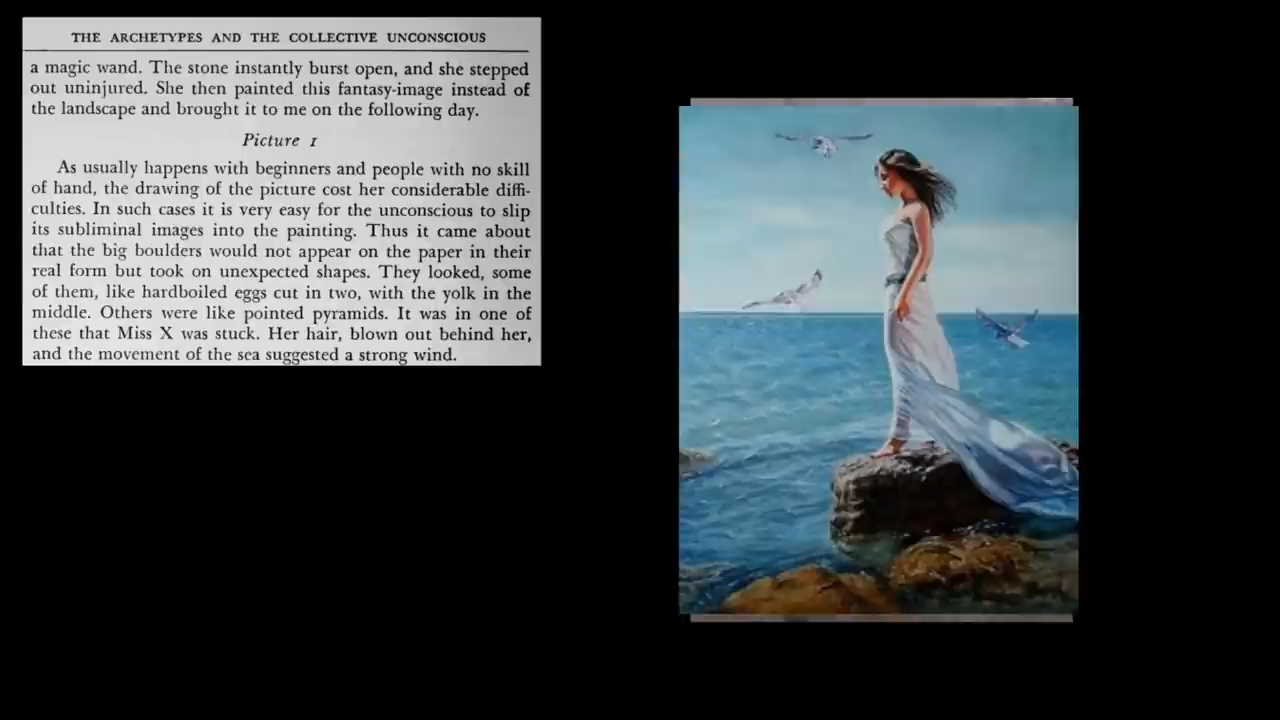 THE ARCHETYPES AND THE COLLECTIVE UNCONSCIOUS
a magic wand. The stone instantly burst open, and she stepped
out uninjured. She then painted this fantasy-image instead of
the landscape and brought it to me on the following day.
Picture 1
As usually happens with beginners and people with no skill
of hand, the drawing of the picture cost her considerable diffi-
culties. In such cases it is very easy for the unconscious to slip
its subliminal images into the painting. Thus it came about
that the big boulders would not appear on the paper in their
real form but took on unexpected shapes. They looked, some
of them, like hardboiled eggs cut in two, with the yolk in the
middle. Others were like pointed pyramids. It was in one of
these that Miss X was stuck. Her hair, blown out behind her,
and the movement of the sea suggested a strong wind.